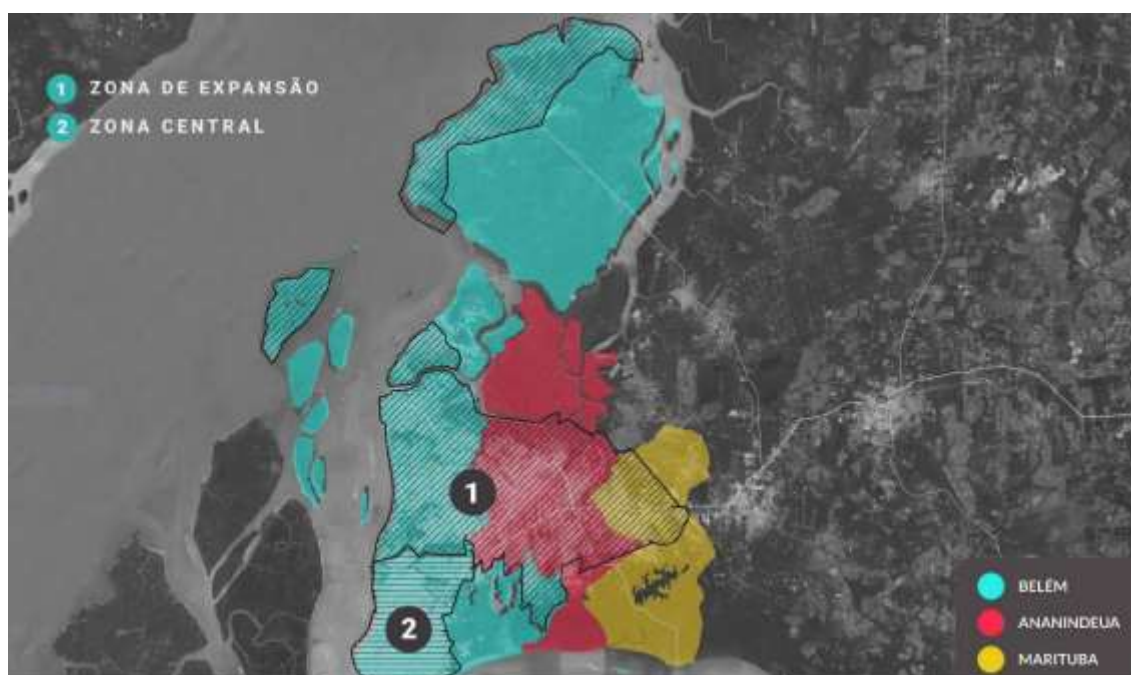 1 ZONA DE EXPANSÃO
2 ZONA CENTRAL
1
2
BELÉM
ANANINDEUA
MARITUBA